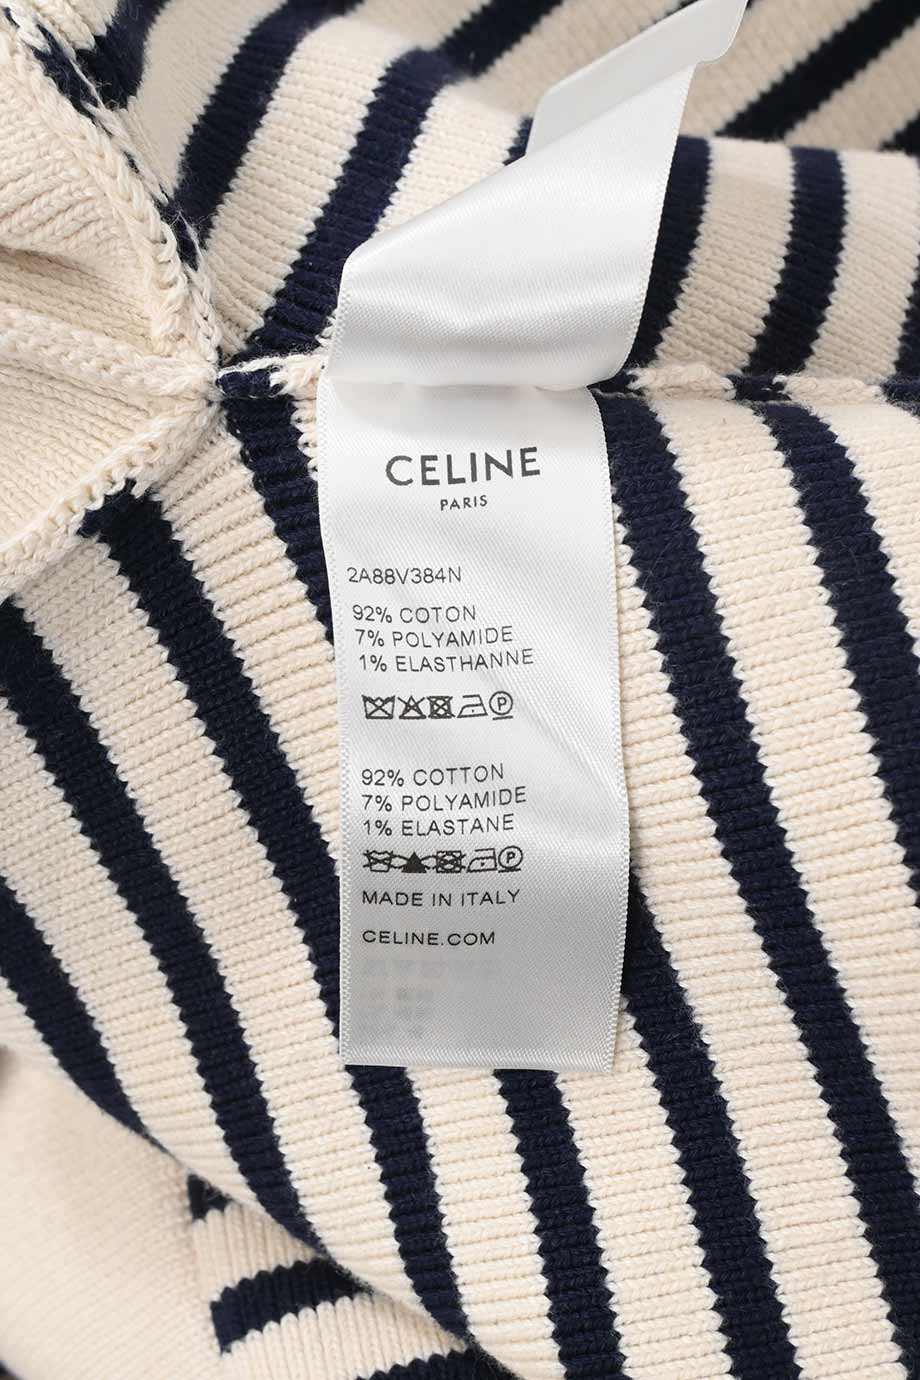 CELINE
PARIS
2A88V384N
92% COTON
7% POLYAMIDE
1% ELASTHANNE
P
92% COTTON
7% POLYAMIDE
1% ELASTANE
P
MADE IN ITALY
CELINE.COM